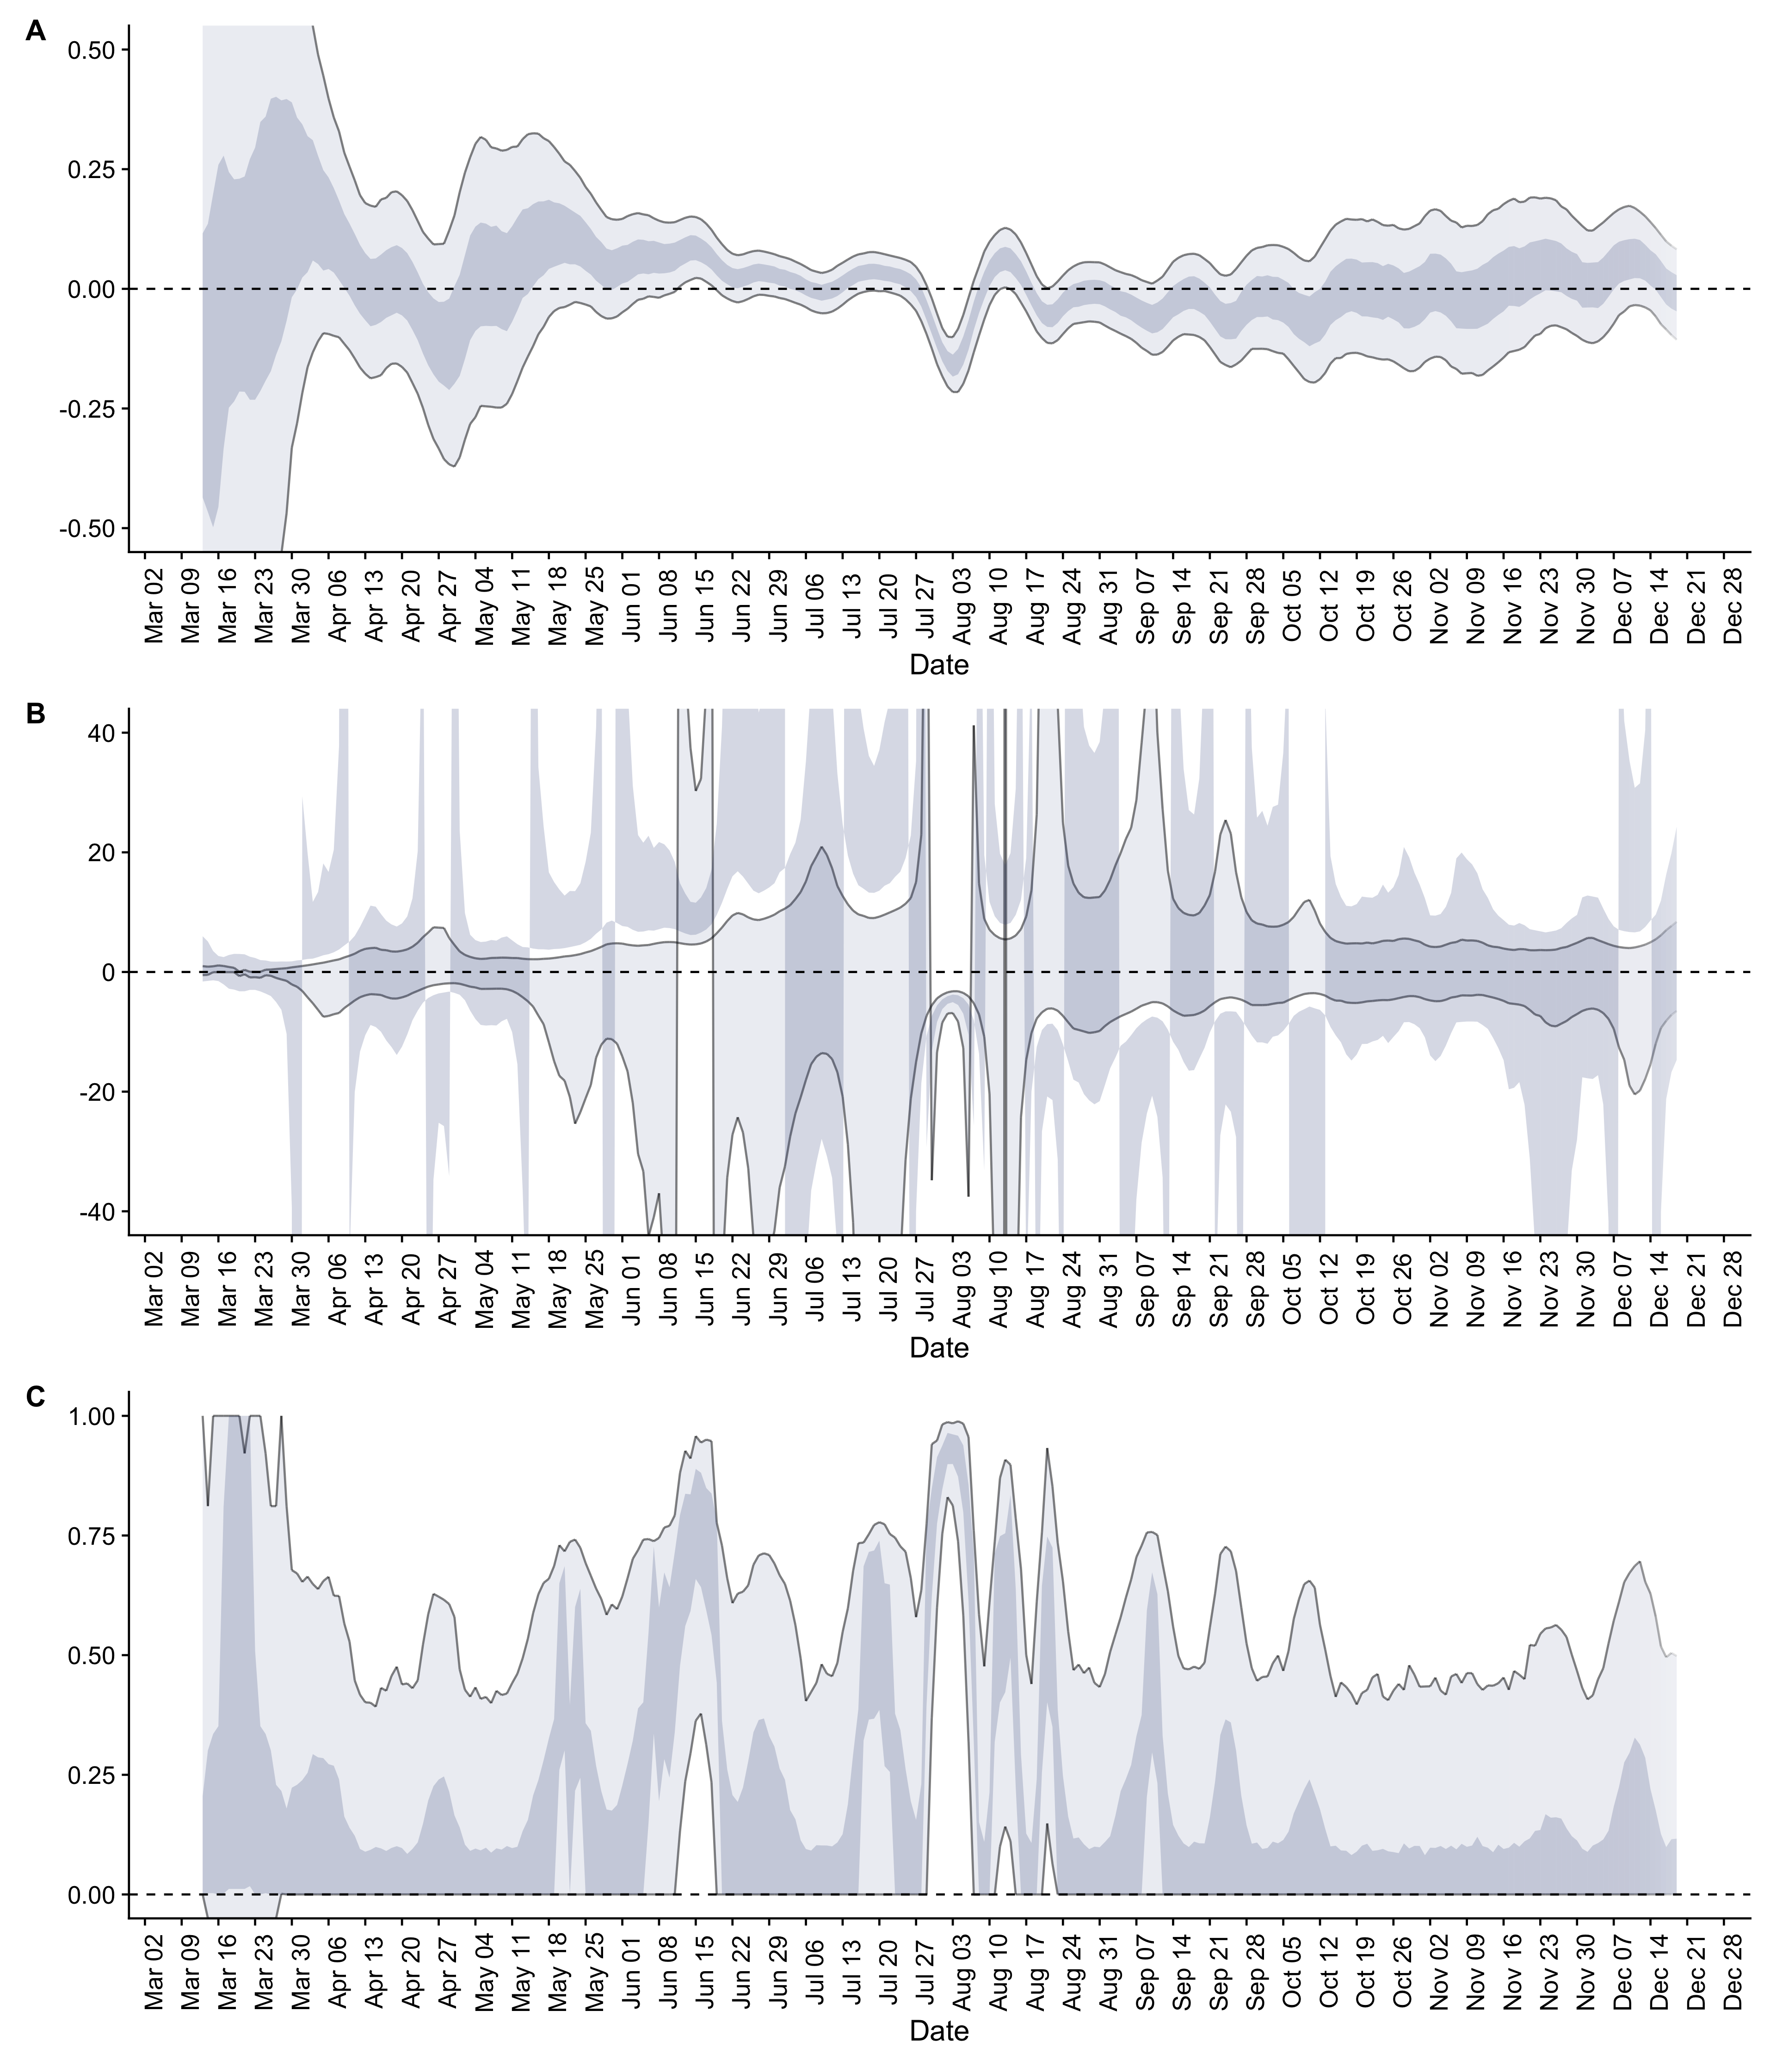 A
0.50
0.25
0.00
-0.25
-0.50
Mar 02 Mar 09 Mar 16 Mar 23 Mar 30 Apr 06 Apr 13 Apr 20 Apr 27 May 04 May 11 May 18 May 25 Jun 01 Jun 08 Jun 15 Jun 22 Jun 29 Jul 06 Jul 13 Jul 20 Jul 27 Aug 03 Aug 10 Aug 17 Aug 24 Aug 31 Sep 07 Sep 14 Sep 21 Sep 28 Oct 05 Oct 12 Oct 19 Oct 26 Nov 02 Nov 09 Nov 16 Nov 23 Nov 30 Dec 07 Dec 14 Dec 21 Dec 28
Date
B
40
20
0
-20
-40
Mar 02 Mar 09 Mar 16 Mar 23 Mar 30 Apr 06 Apr 13 Apr 20 Apr 27 May 04 May 11 May 18 May 25 Jun 01 Jun 08 Jun 15 Jun 22 Jun 29 Jul 06 Jul 13 Jul 20 Jul 27 Aug 03 Aug 10 Aug 17 Aug 24 Aug 31 Sep 07 Sep 14 Sep 21 Sep 28 Oct 05 Oct 12 Oct 19 Oct 26 Nov 02 Nov 09 Nov 16 Nov 23 Nov 30 Dec 07 Dec 14 Dec 21 Dec 28
Date
C
1.00
0.75
0.50
0.25
0.00
Mar 02 Mar 09 Mar 16 Mar 23 Mar 30 Apr 06 Apr 13 Apr 20 Apr 27 May 04 May 11 May 18 May 25 Jun 01 Jun 08 Jun 15 Jun 22 Jun 29 Jul 06 Jul 13 Jul 20 Jul 27 Aug 03 Aug 10 Aug 17 Aug 24 Aug 31 Sep 07 Sep 14 Sep 21 Sep 28 Oct 05 Oct 12 Oct 19 Oct 26 Nov 02 Nov 09 Nov 16 Nov 23 Nov 30 Dec 07 Dec 14 Dec 21 Dec 28
Date